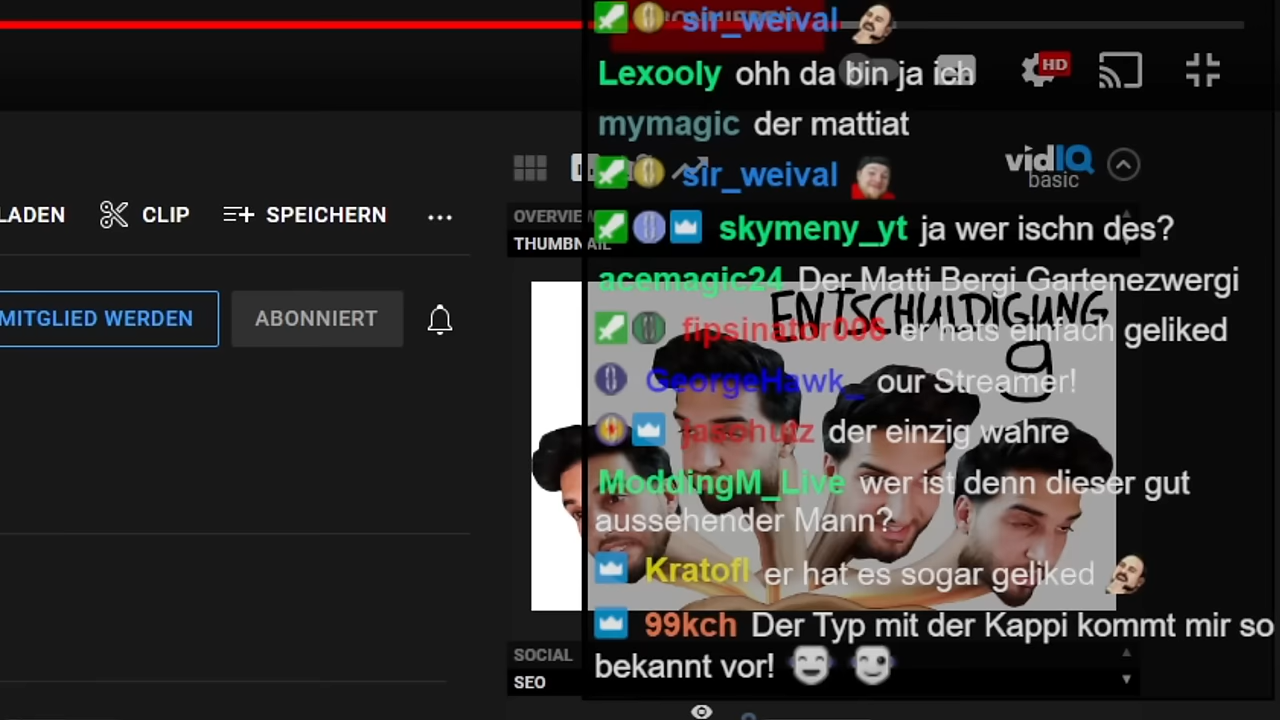 sir_weival
Lexooly ohh da bin ja ich
HD
mymagic der mattiat
vidIQ
basic
sir_weival
LADEN
CLIP
SPEICHERN
OVERVIE
THUMBNAIL
skymeny_yt ja wer ischn des?
acemagic24 Der Matti Bergi Gartenezwergi
ENTSCHULDIGUNG
9
MITGLIED WERDEN
ABONNIERT
fipsinator006 er hats einfach geliked
GeorgeHawk_ our Streamer!
jasohutz der einzig wahre
ModdingM_Live wer ist denn dieser gut
aussehender Mann?
Kratofl er hat es sogar geliked
99kch Der Typ mit der Kappi kommt mir so
bekannt vor!
SOCIAL
SEO